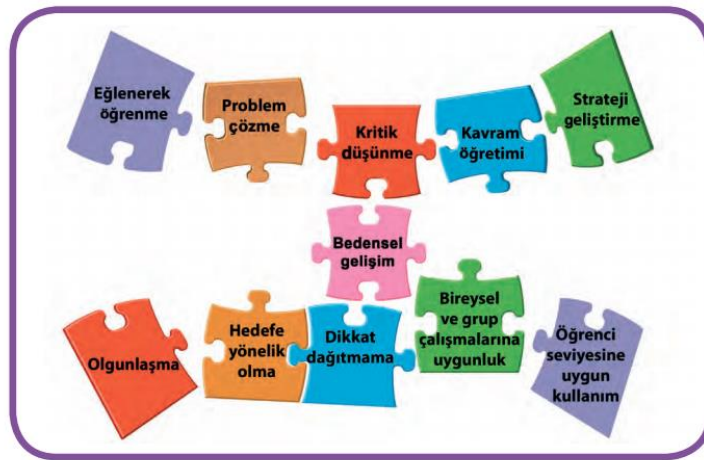 Eğlenerek
öğrenme
Problem
çözme
Kritik
düşünme
Kavram
öğretimi
Strateji
geliştirme
Bedensel
gelişim
Olgunlaşma
Hedefe
yönelik
olma
Dikkat
dağıtmama
Bireysel
ve grup
çalışmalarına
uygunluk
Öğrenci
seviyesine
uygun
kullanım